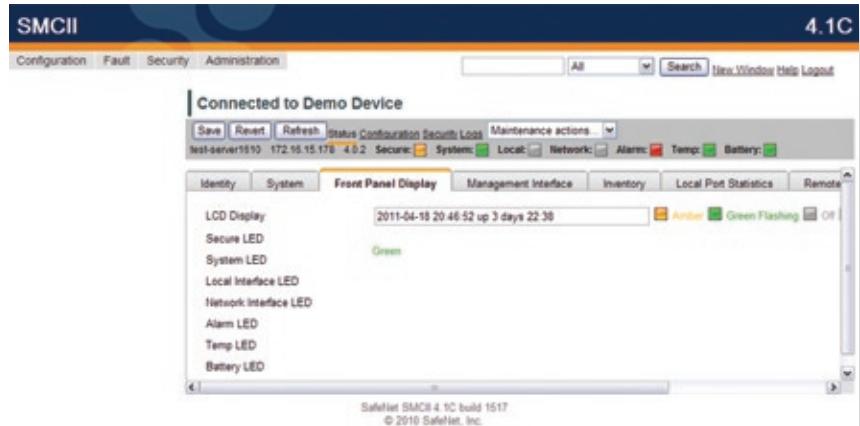 SMCII 4.1C
Configuration Fault Security Administration All Search New Window Help Logout
Connected to Demo Device
Save Revert Refresh Status Configuration Security Logs Maintenance actions...
test-server1610 172.16.15.178 4.0.2 Secure: System: Local: Network: Alarm: Temp: Battery:
Identity System Front Panel Display Management Interface Inventory Local Port Statistics Remote
LCD Display 2011-04-18 20:46:52 up 3 days 22:38 Amber Green Flashing Off
Secure LED
Green
System LED
Local Interface LED
Network Interface LED
Alarm LED
Temp LED
Battery LED
SafeNet SMCII 4.1C build 1517
© 2010 SafeNet, Inc.